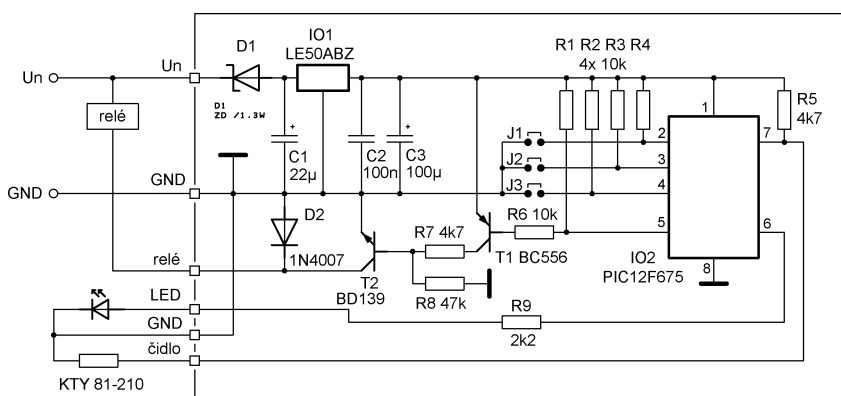 IO1
LE50ABZ
D1
R1 R2 R3 R4
4x 10k
Un
Un
D1
ZD /1.3W
relé
C1
22µ
C2
100n
C3
100µ
J1
J2
J3
1
2
3
4
5
6
7
8
R5
4k7
GND
GND
D2
1N4007
R7 4k7
R6 10k
T1 BC556
IO2
PIC12F675
relé
T2
BD139
R8 47k
LED
GND
čidlo
R9
2k2
KTY 81-210